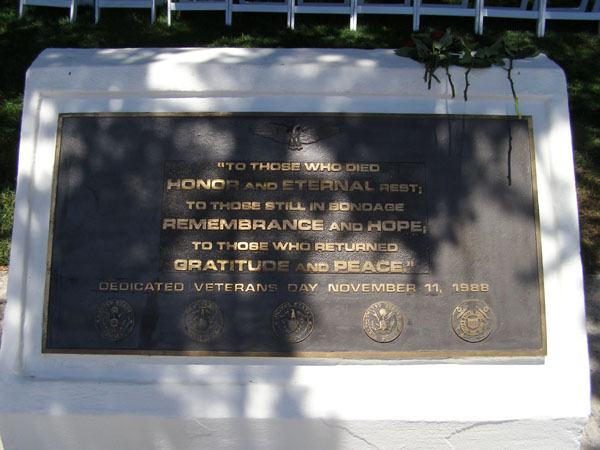 "TO THOSE WHO DIED
HONOR AND ETERNAL REST;
TO THOSE STILL IN BONDAGE
REMEMBRANCE AND HOPE;
TO THOSE WHO RETURNED
GRATITUDE AND PEACE."
DEDICATED VETERANS DAY NOVEMBER 11, 1988